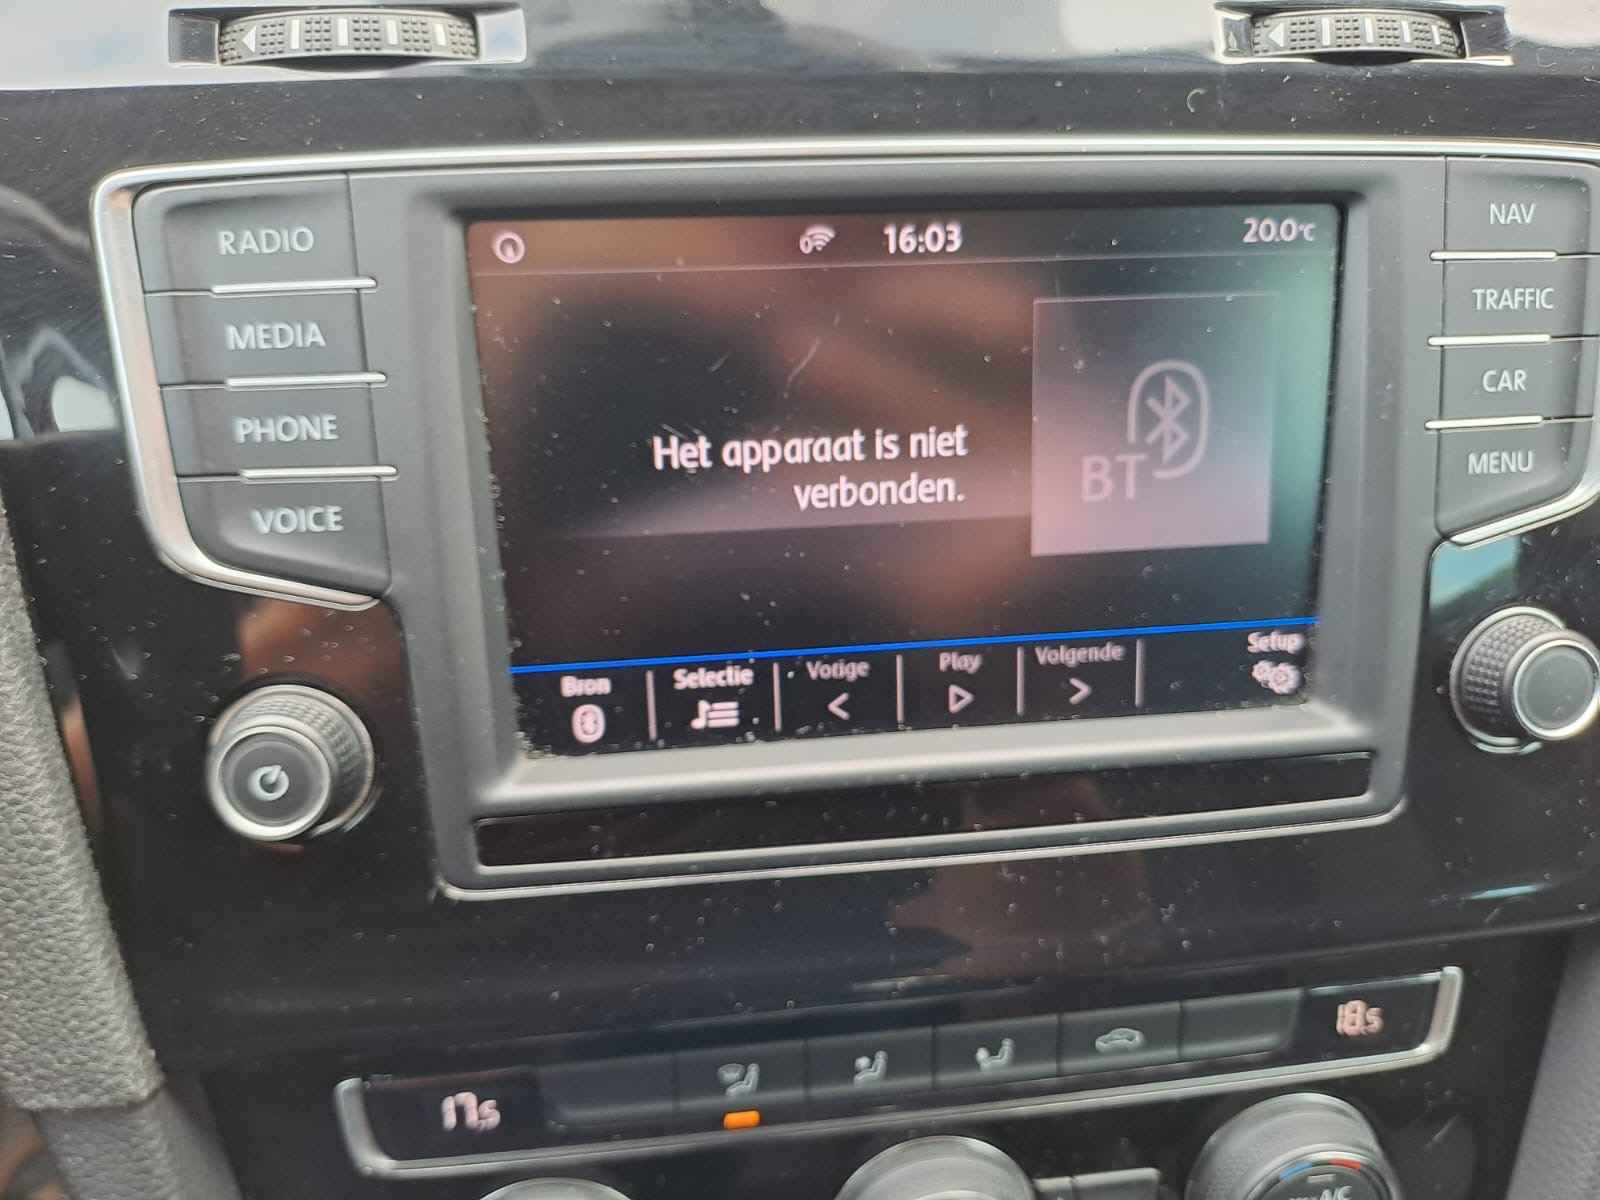 RADIO
MEDIA
PHONE
VOICE
16:03
20.0°C
Het apparaat is niet
verbonden.
BT
Bron
Selectie
Vorige
Play
Volgende
Setup
NAV
TRAFFIC
CAR
MENU
17,5
18.5
A/C